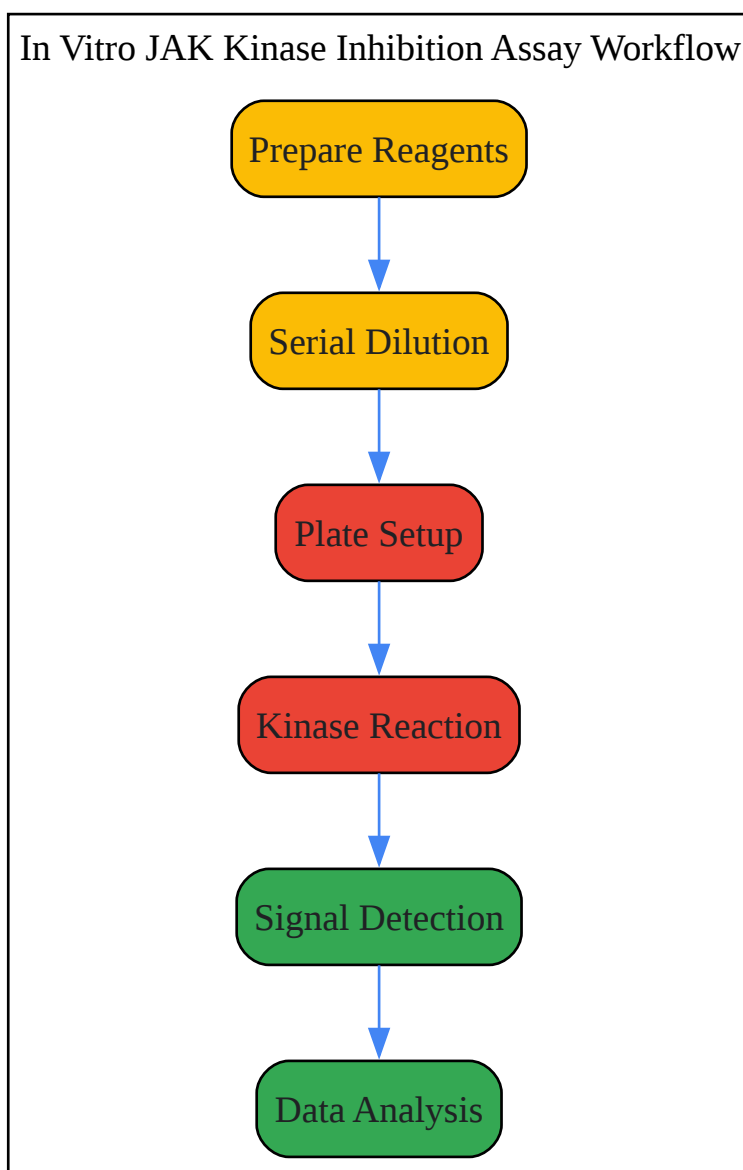 In Vitro JAK Kinase Inhibition Assay Workflow
Prepare Reagents
Serial Dilution
Plate Setup
Kinase Reaction
Signal Detection
Data Analysis